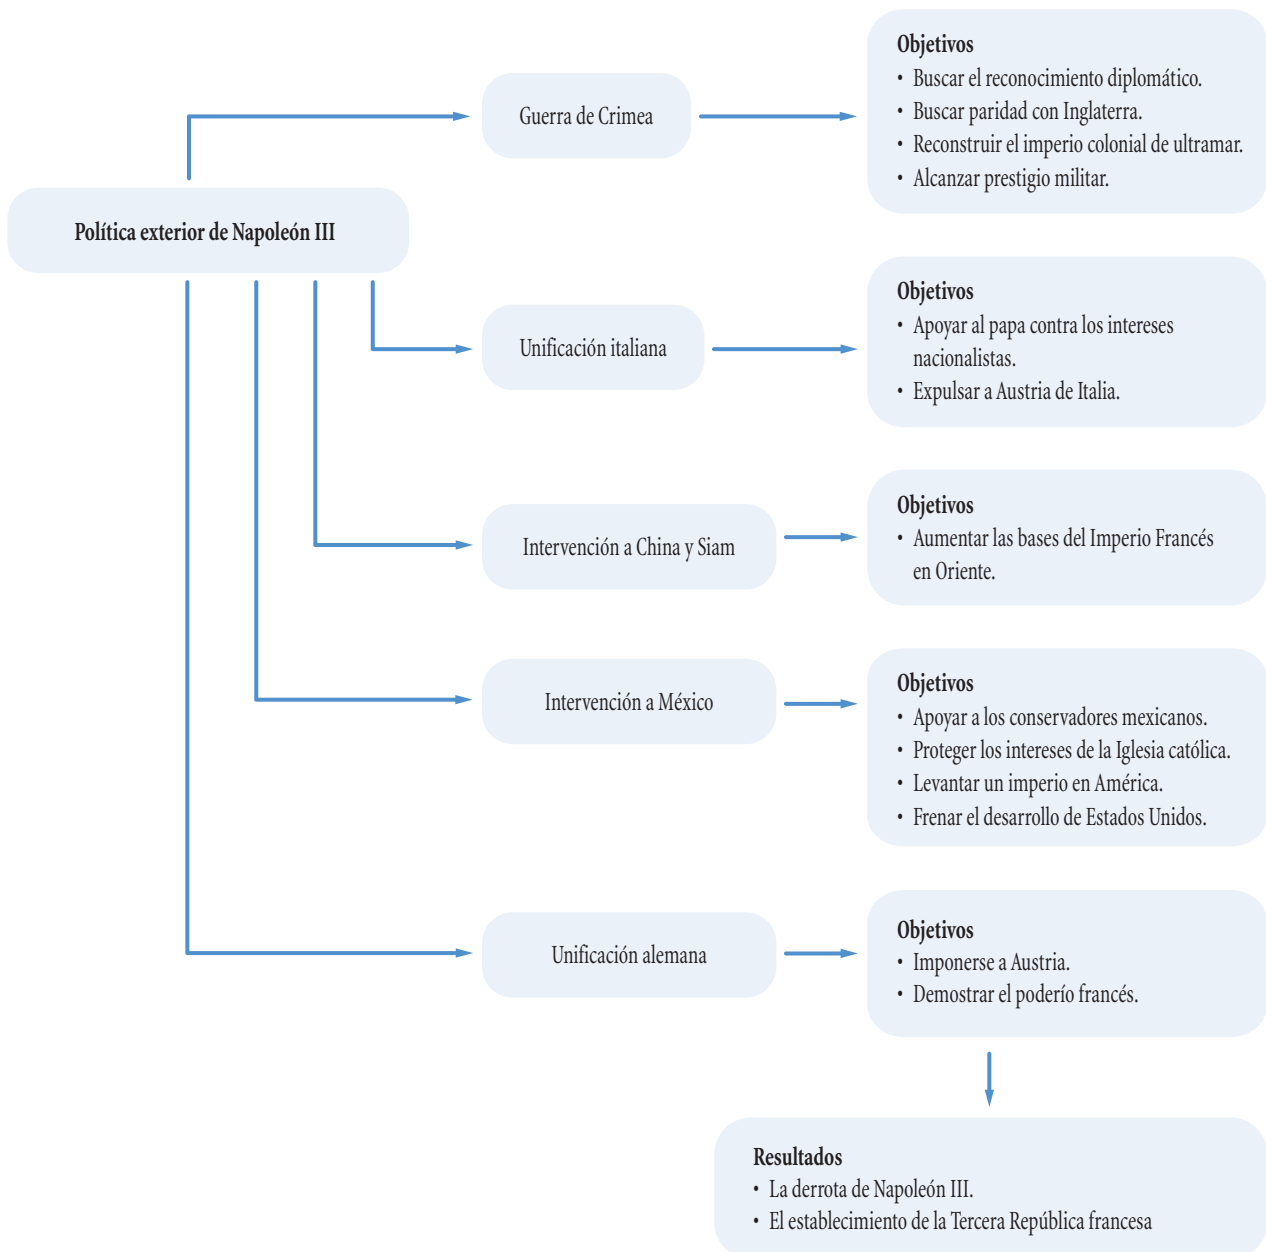 Política exterior de Napoleón III
Guerra de Crimea
Objetivos
• Buscar el reconocimiento diplomático.
• Buscar paridad con Inglaterra.
• Reconstruir el imperio colonial de ultramar.
• Alcanzar prestigio militar.
Unificación italiana
Objetivos
• Apoyar al papa contra los intereses
nacionalistas.
• Expulsar a Austria de Italia.
Intervención a China y Siam
Objetivos
• Aumentar las bases del Imperio Francés
en Oriente.
Intervención a México
Objetivos
• Apoyar a los conservadores mexicanos.
• Proteger los intereses de la Iglesia católica.
• Levantar un imperio en América.
• Frenar el desarrollo de Estados Unidos.
Unificación alemana
Objetivos
• Imponerse a Austria.
• Demostrar el poderío francés.
Resultados
• La derrota de Napoleón III.
• El establecimiento de la Tercera República francesa